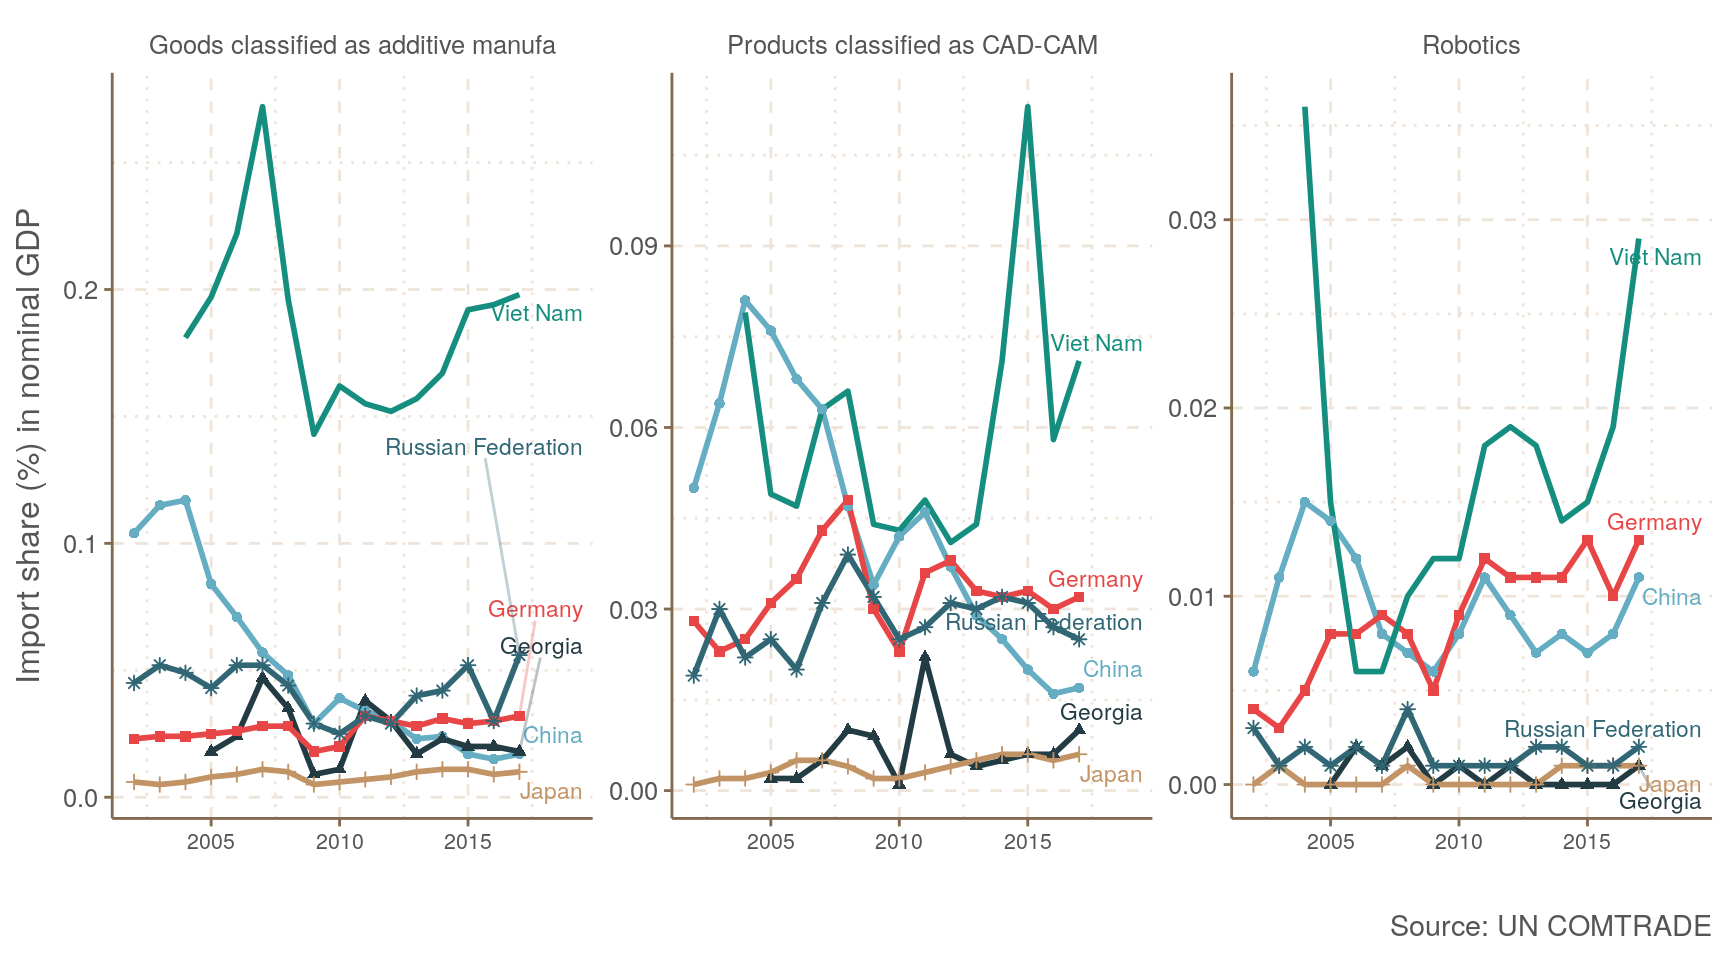 Goods classified as additive manufa
Products classified as CAD-CAM
Robotics
Import share (%) in nominal GDP
0.2
0.1
0.0
Viet Nam
Russian Federation
Germany
Georgia
China
Japan
2005
2010
2015
0.09
0.06
0.03
0.00
Viet Nam
Germany
Russian Federation
China
Georgia
Japan
2005
2010
2015
0.03
0.02
0.01
0.00
Viet Nam
Germany
China
Russian Federation
Japan
Georgia
2005
2010
2015
Source: UN COMTRADE